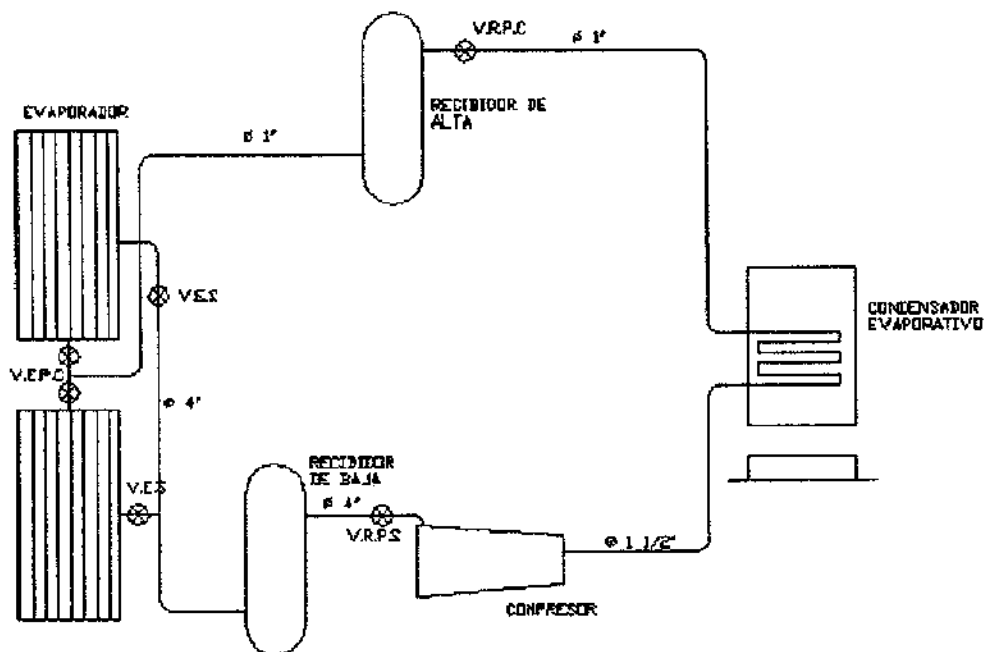 V.R.P.C
Ø 1"
EVAPORADOR
RECIBIDOR DE
ALTA
Ø 1"
V.E.S
CONDENSADOR
EVAPORATIVO
V.E.P.C
Ø 4"
RECIBIDOR
DE BAJA
V.E.S
Ø 4"
V.R.P.S
Ø 1 1/2"
COMPRESOR